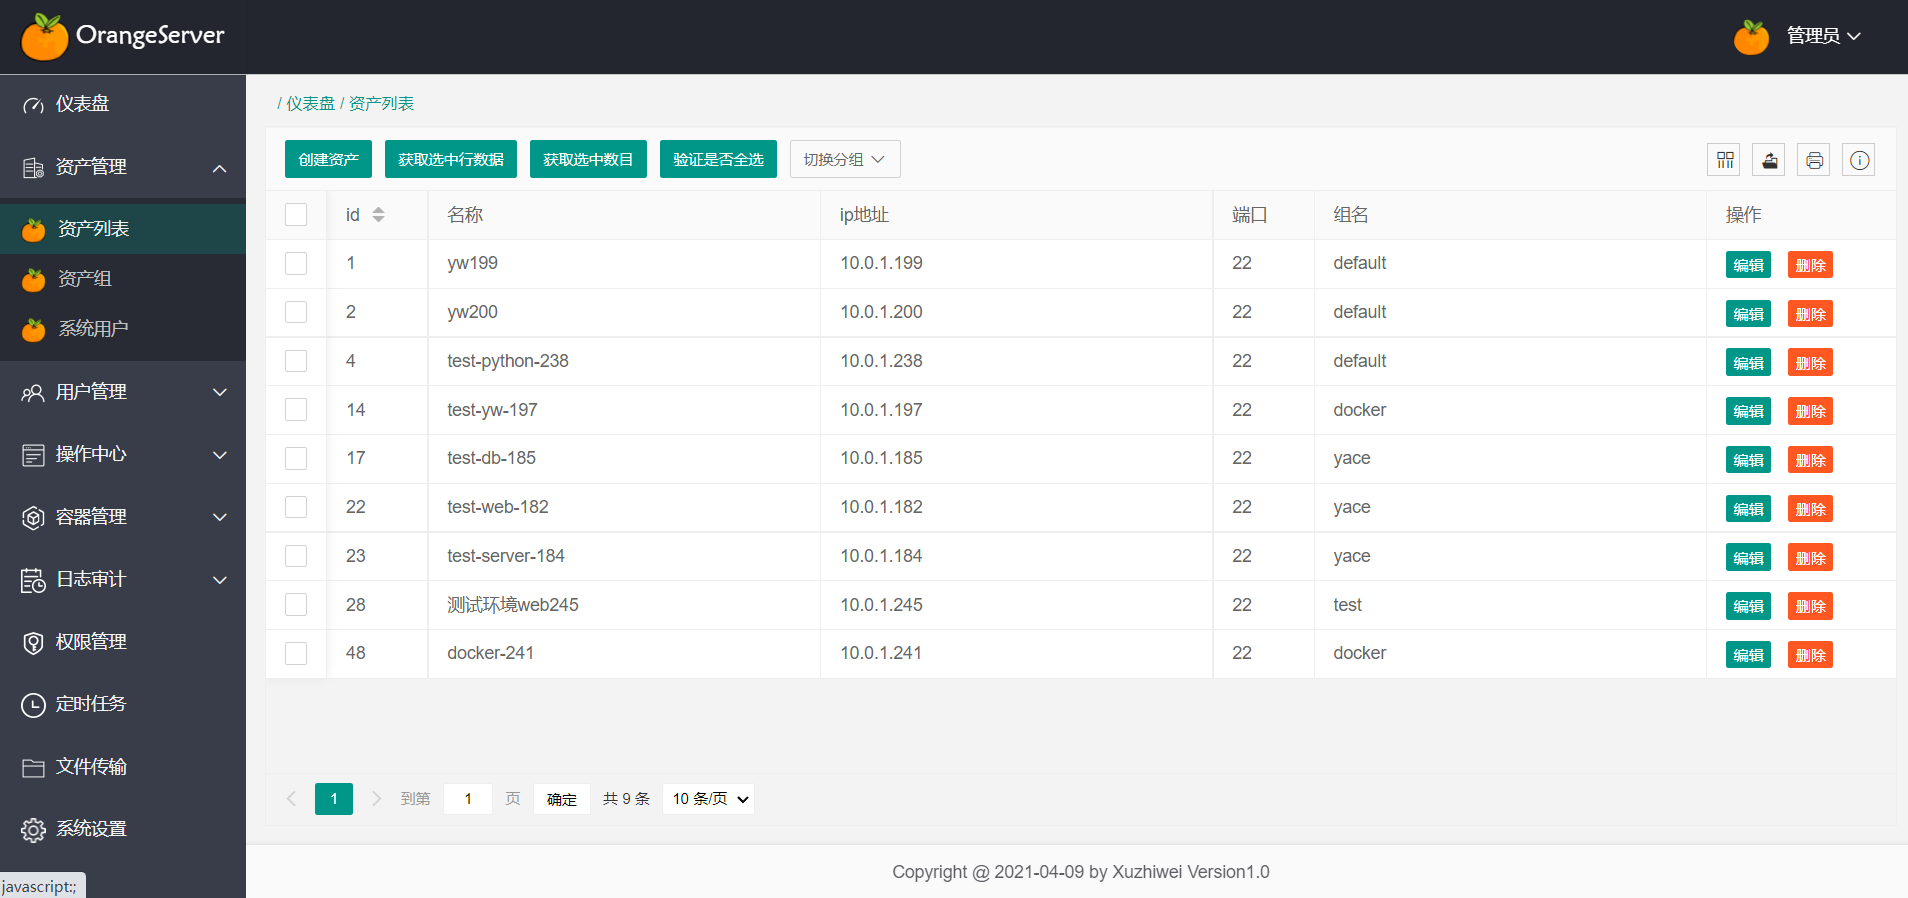 OrangeServer
管理员
仪表盘
资产管理
资产列表
资产组
系统用户
用户管理
操作中心
容器管理
日志审计
权限管理
定时任务
文件传输
系统设置
javascript:;
/ 仪表盘 / 资产列表
创建资产 获取选中行数据 获取选中数目 验证是否全选 切换分组
id 名称 ip地址 端口 组名 操作
1 yw199 10.0.1.199 22 default 编辑 删除
2 yw200 10.0.1.200 22 default 编辑 删除
4 test-python-238 10.0.1.238 22 default 编辑 删除
14 test-yw-197 10.0.1.197 22 docker 编辑 删除
17 test-db-185 10.0.1.185 22 yace 编辑 删除
22 test-web-182 10.0.1.182 22 yace 编辑 删除
23 test-server-184 10.0.1.184 22 yace 编辑 删除
28 测试环境web245 10.0.1.245 22 test 编辑 删除
48 docker-241 10.0.1.241 22 docker 编辑 删除
1 到第 1 页 确定 共 9 条 10 条/页
Copyright @ 2021-04-09 by Xuzhiwei Version1.0